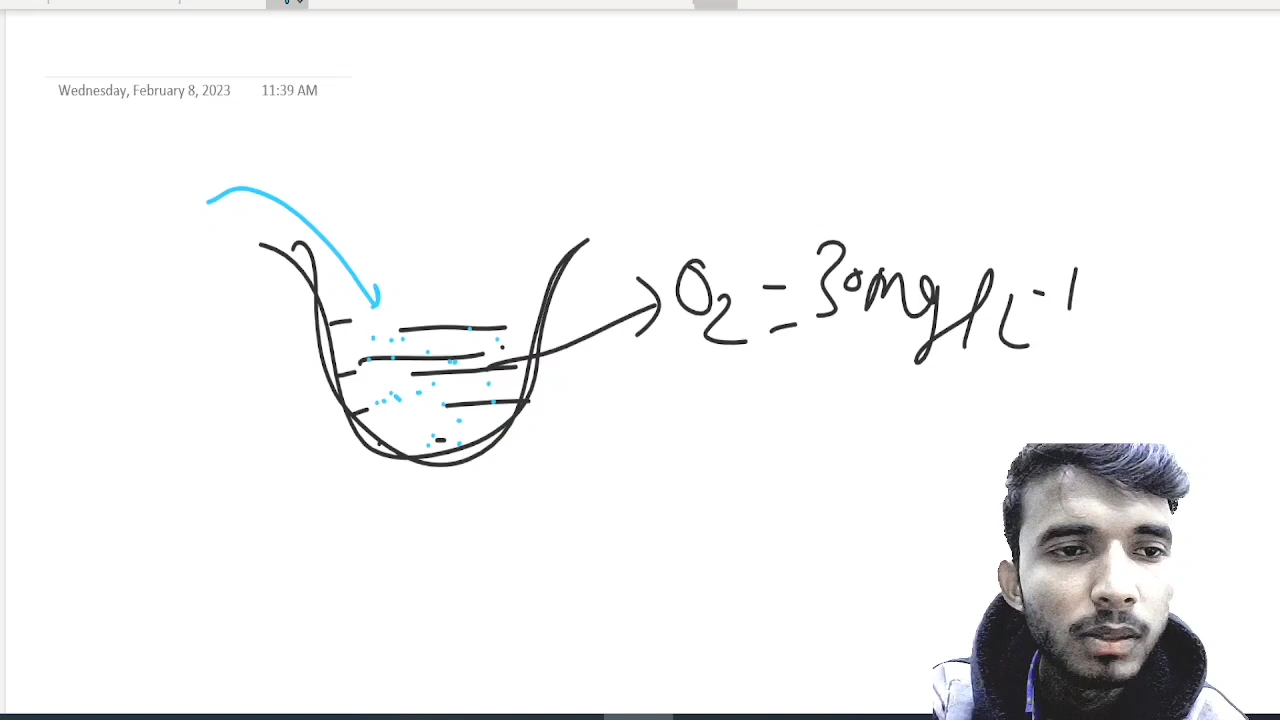 Wednesday, February 8, 2023 11:39 AM
O2 = 30mg/L-1